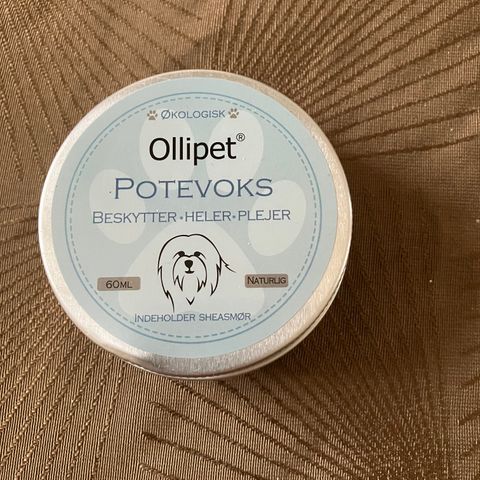 ØKOLOGISK
Ollipet®
POTEVOKS
BESKYTTER•HELER•PLEJER
60ML
NATURLIG
INDEHOLDER SHEASMØR